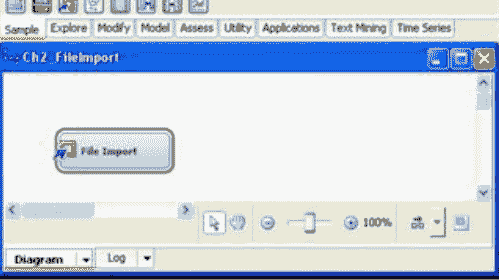 Sample Explore Modify Model Assess Utility Applications Text Mining Time Series
Ch2_FileImport
File Import
100%
Diagram Log